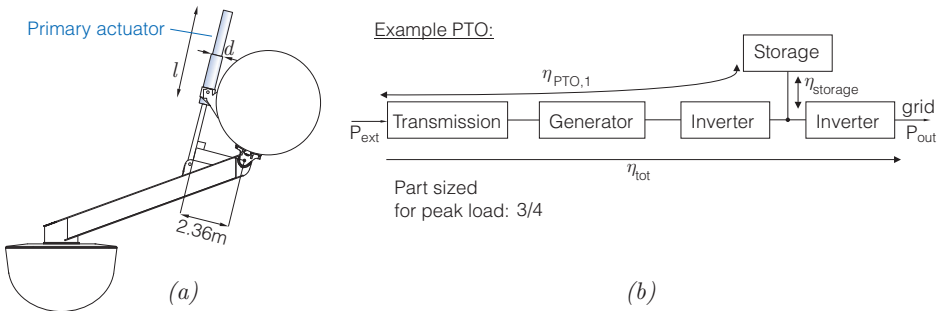 Primary actuator
l
d
2.36m
(a)
Example PTO:
Storage
η_PTO,1
η_storage
grid
P_ext
Transmission
Generator
Inverter
Inverter
P_out
η_tot
Part sized
for peak load: 3/4
(b)